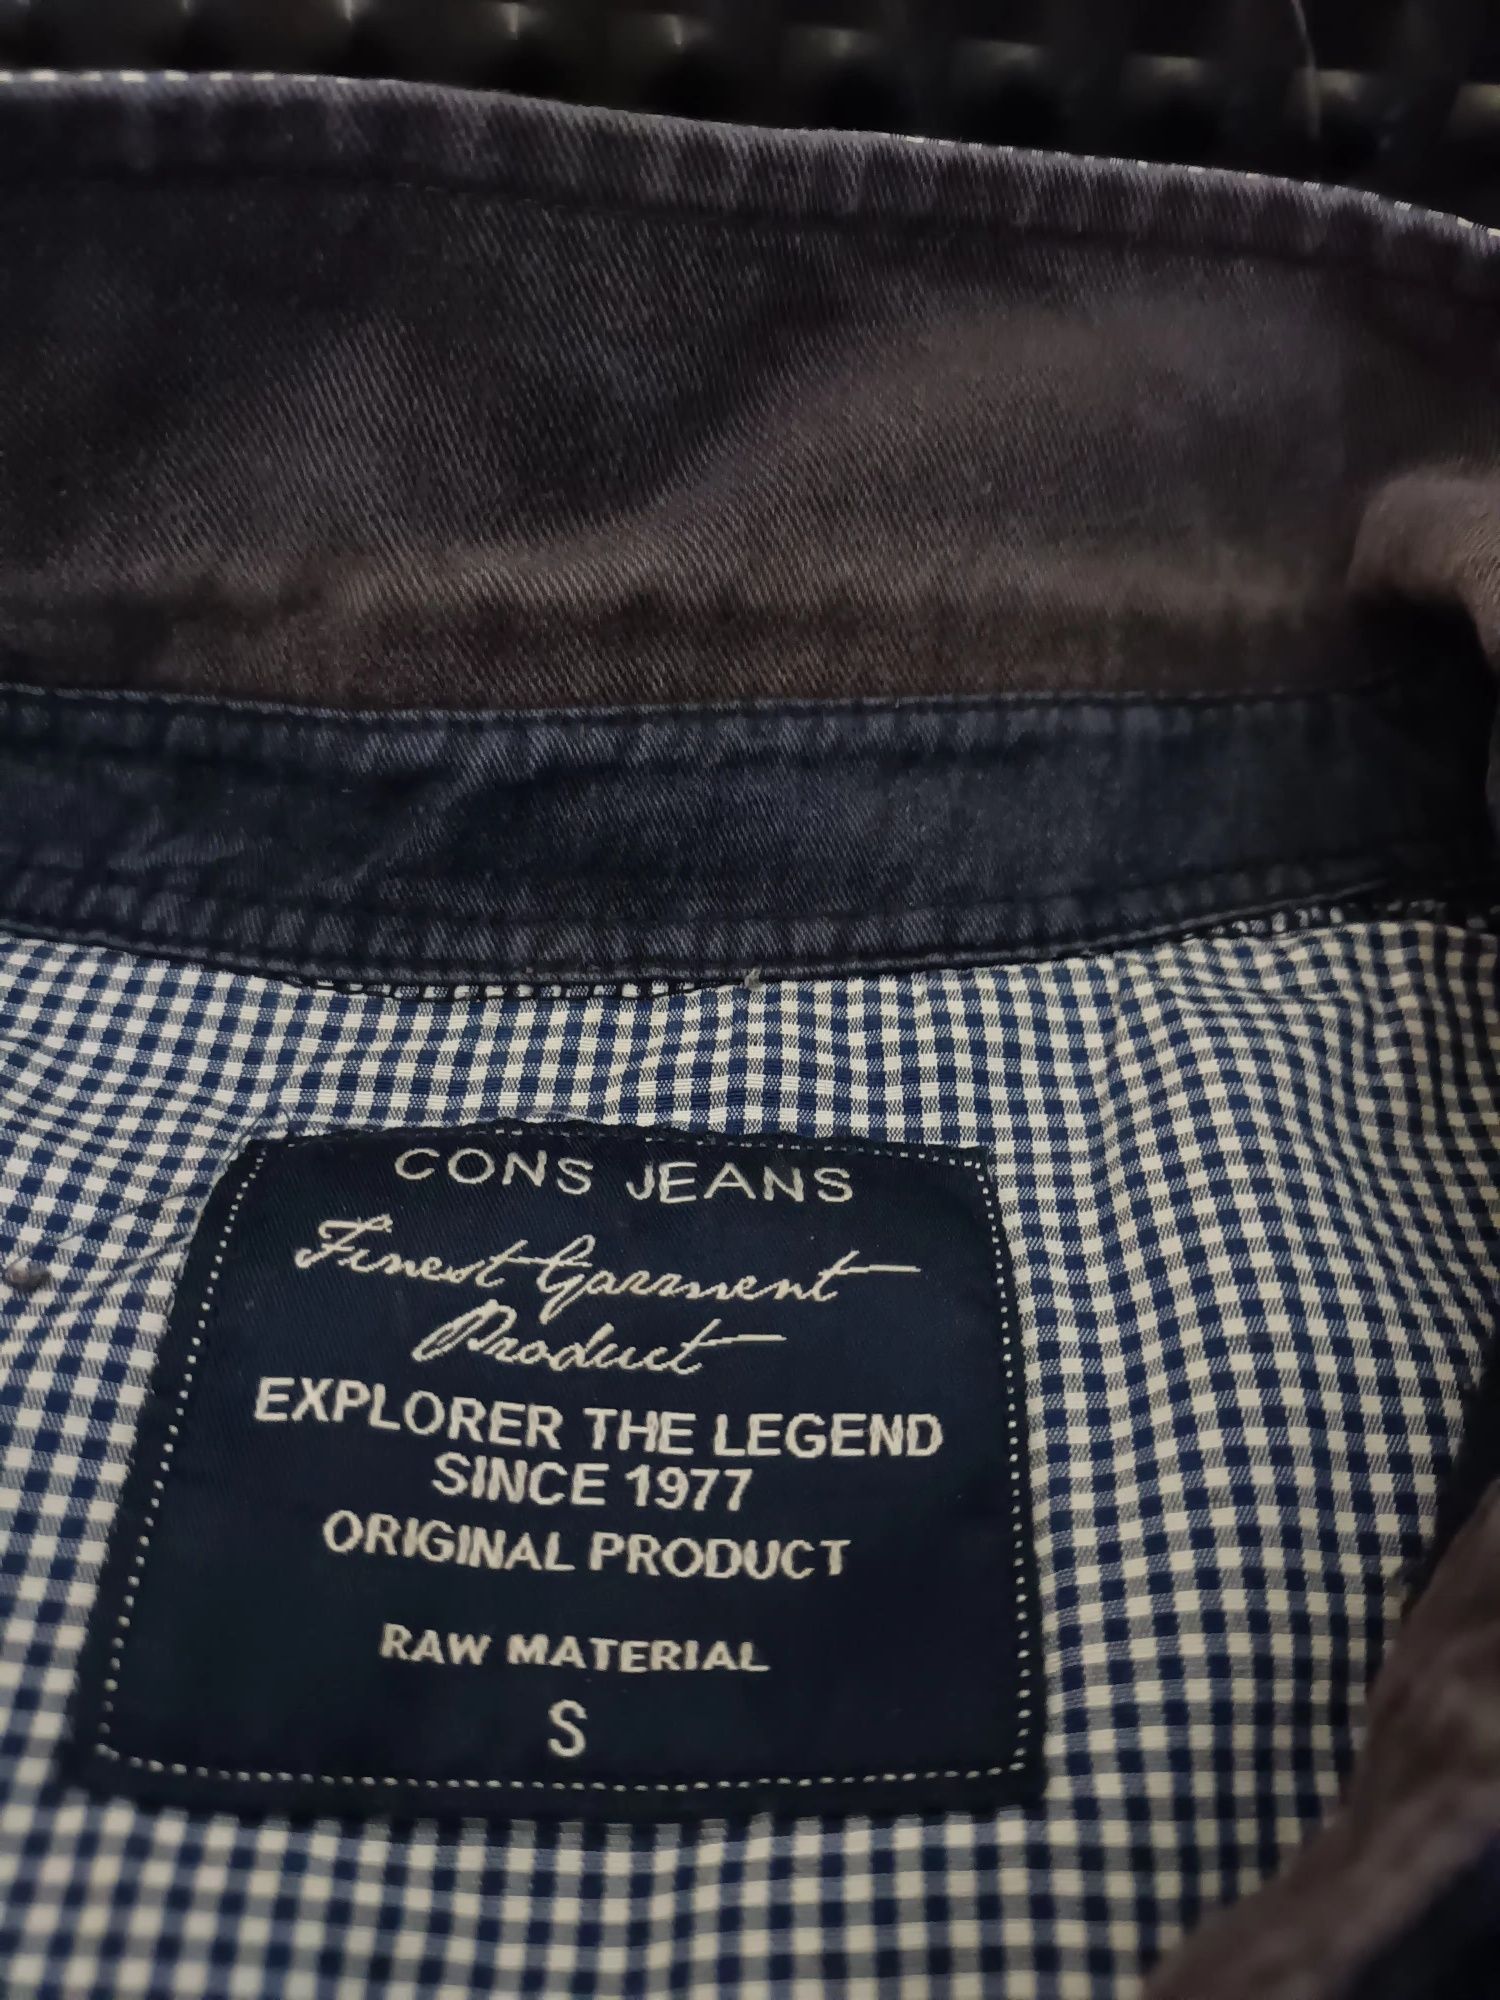 CONS JEANS
Finest Garment
Product
EXPLORER THE LEGEND
SINCE 1977
ORIGINAL PRODUCT
RAW MATERIAL
S